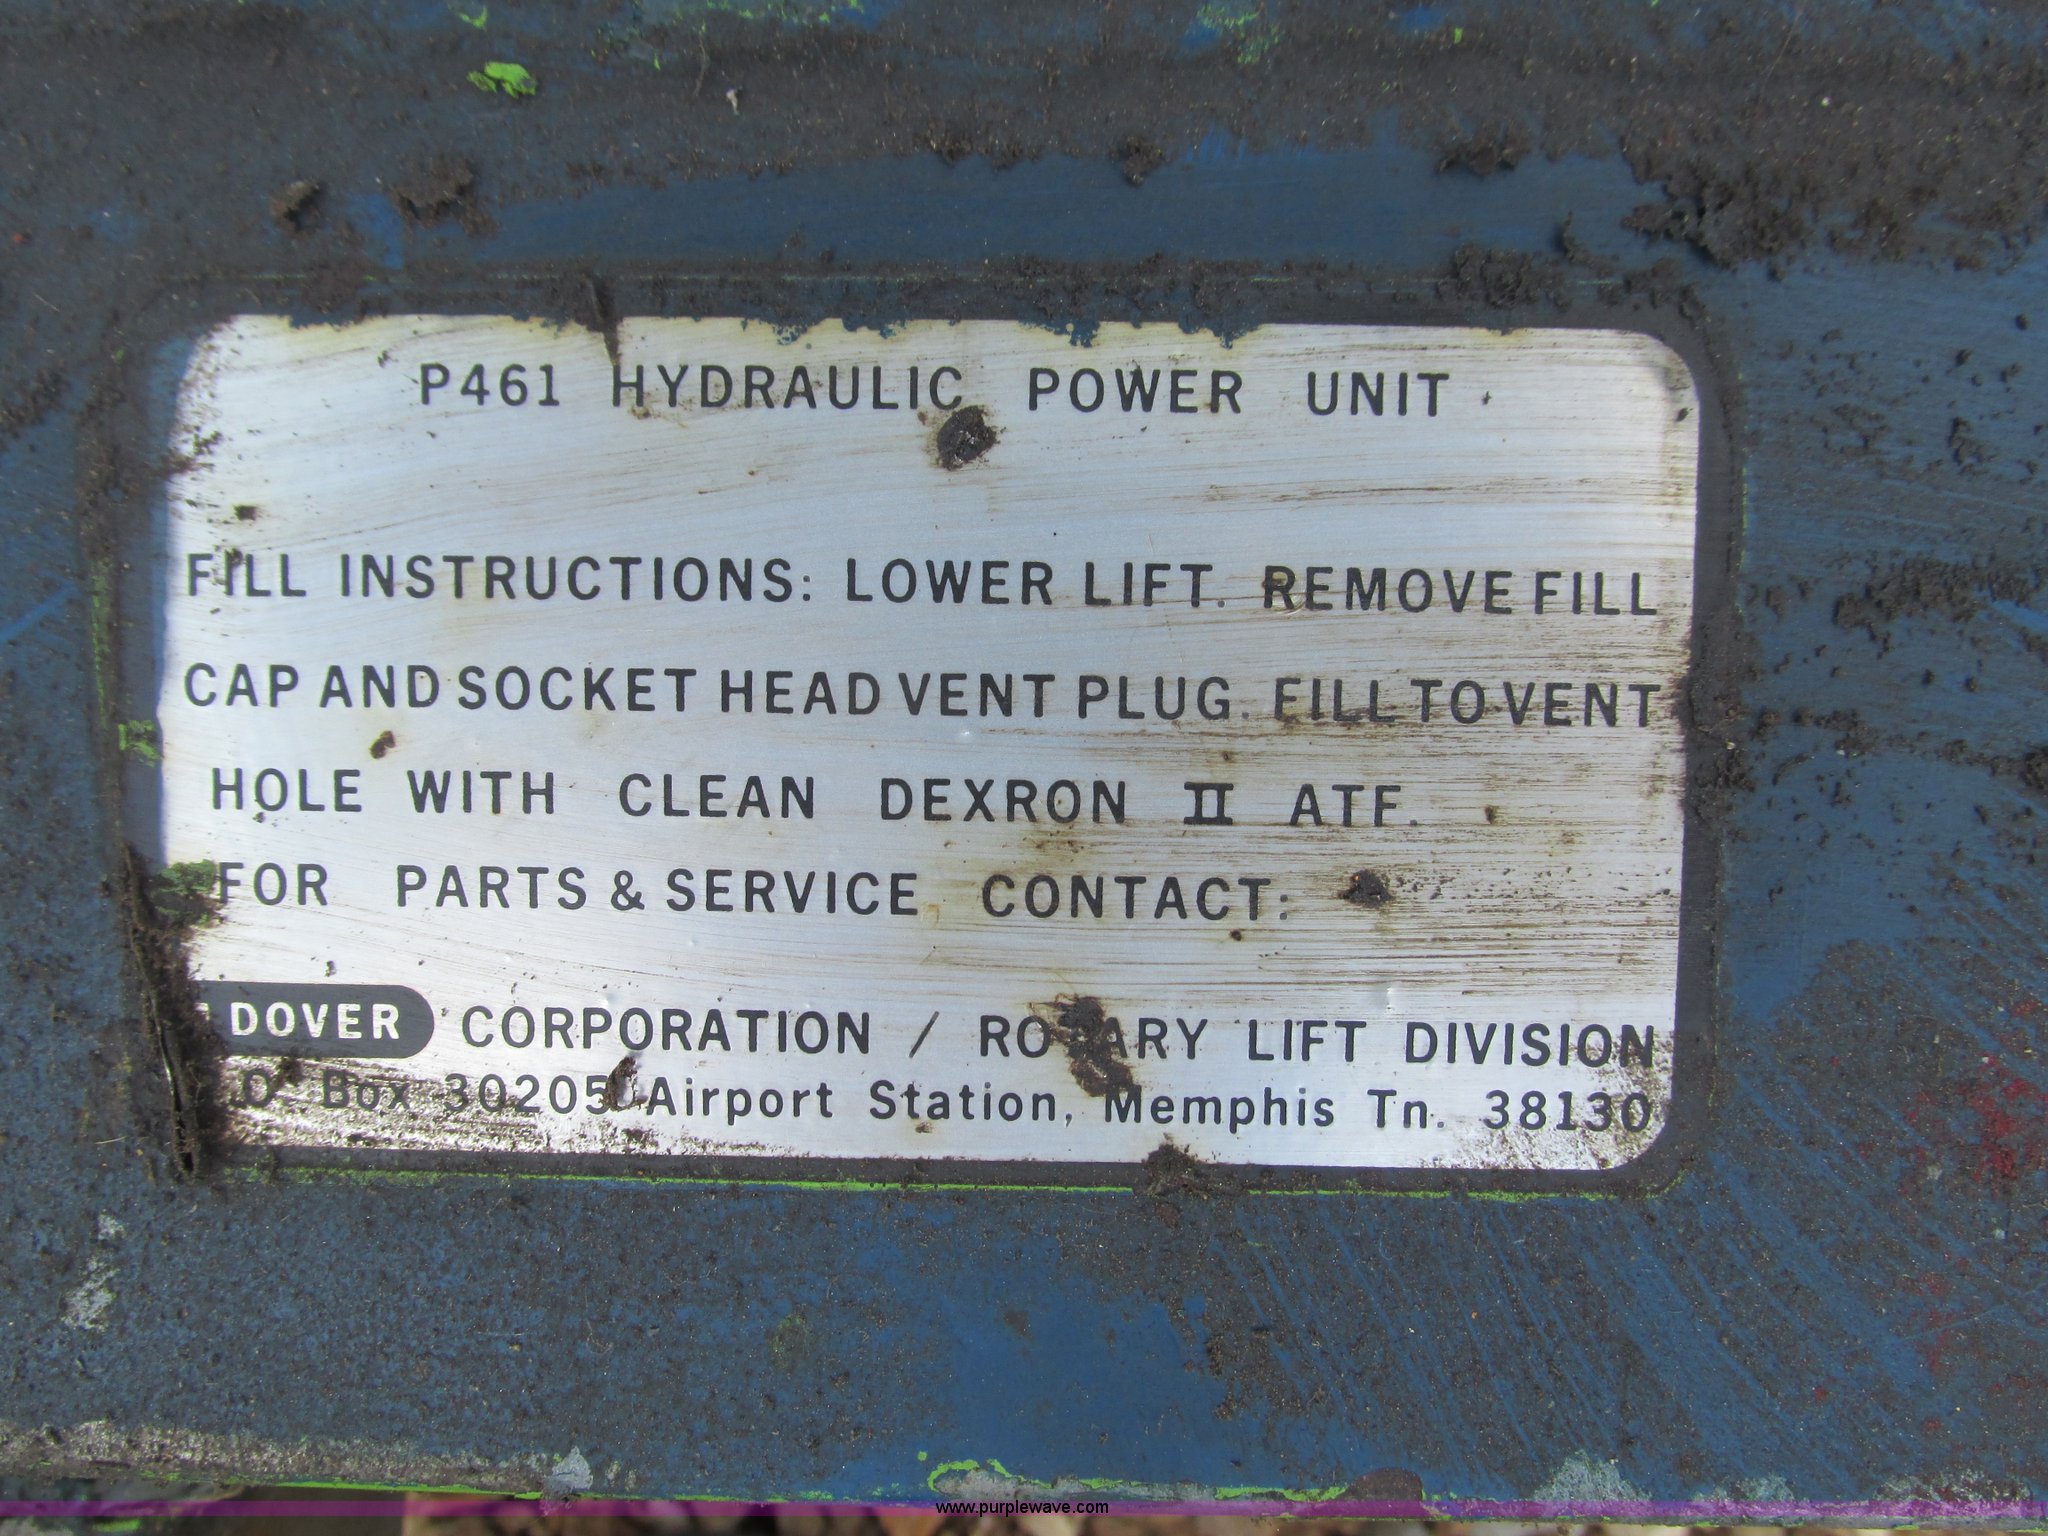 P461 HYDRAULIC POWER UNIT
FILL INSTRUCTIONS: LOWER LIFT. REMOVE FILL
CAP AND SOCKET HEAD VENT PLUG. FILL TO VENT
HOLE WITH CLEAN DEXRON II ATF.
FOR PARTS & SERVICE CONTACT:
DOVER CORPORATION / ROTARY LIFT DIVISION
O. Box 30205 Airport Station, Memphis Tn. 38130
www.purplewave.com